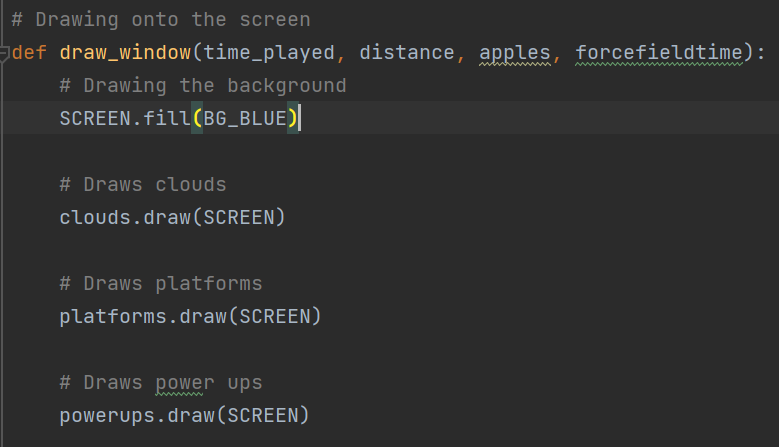 # Drawing onto the screen
def draw_window(time_played, distance, apples, forcefieldtime):
    # Drawing the background
    SCREEN.fill(BG_BLUE)
    # Draws clouds
    clouds.draw(SCREEN)
    # Draws platforms
    platforms.draw(SCREEN)
    # Draws power ups
    powerups.draw(SCREEN)